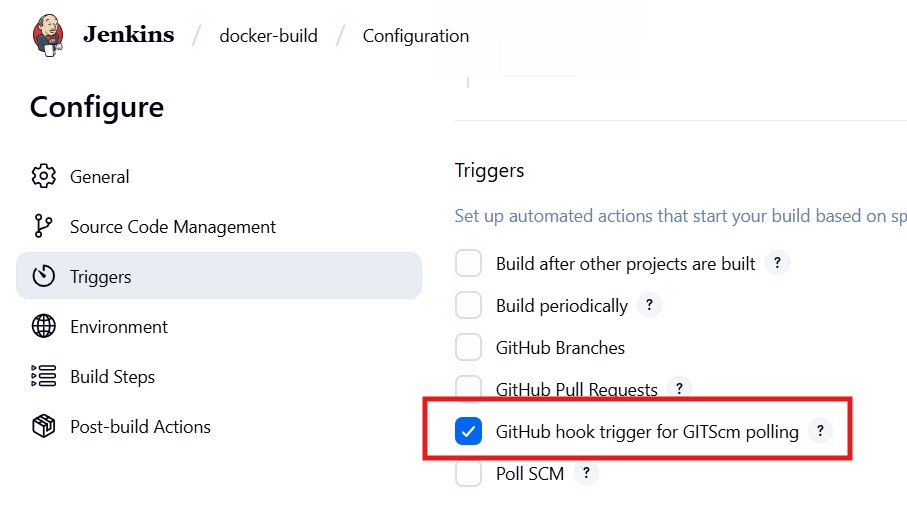 Jenkins / docker-build / Configuration
Configure
General
Source Code Management
Triggers
Environment
Build Steps
Post-build Actions
Triggers
Set up automated actions that start your build based on sp
Build after other projects are built ?
Build periodically ?
GitHub Branches
GitHub Pull Requests ?
GitHub hook trigger for GITScm polling ?
Poll SCM ?